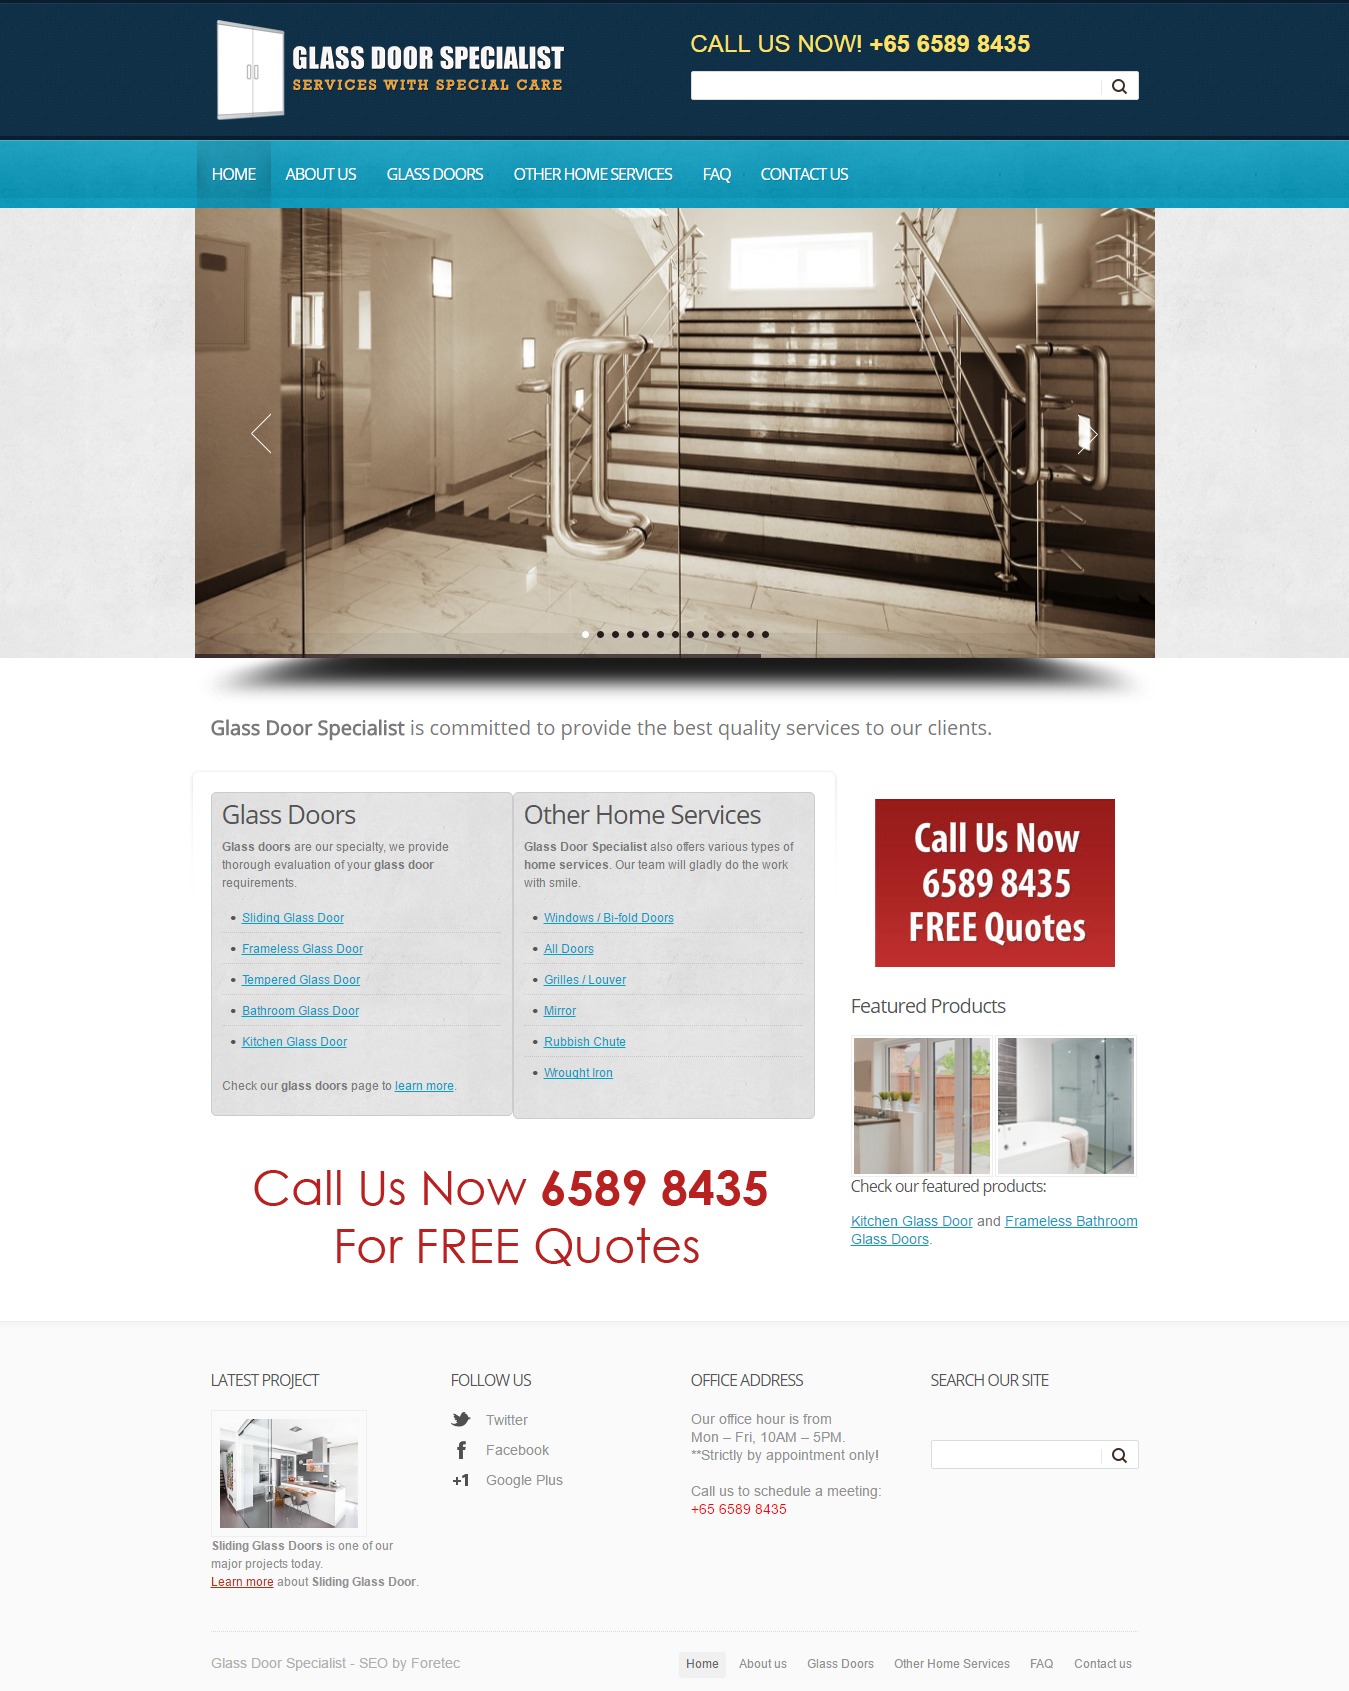 GLASS DOOR SPECIALIST
SERVICES WITH SPECIAL CARE
CALL US NOW! +65 6589 8435
HOME ABOUT US GLASS DOORS OTHER HOME SERVICES FAQ CONTACT US
Glass Door Specialist is committed to provide the best quality services to our clients.
Glass Doors
Glass doors are our specialty, we provide
thorough evaluation of your glass door
requirements.
• Sliding Glass Door
• Frameless Glass Door
• Tempered Glass Door
• Bathroom Glass Door
• Kitchen Glass Door
Check our glass doors page to learn more.
Other Home Services
Glass Door Specialist also offers various types of
home services. Our team will gladly do the work
with smile.
• Windows / Bi-fold Doors
• All Doors
• Grilles / Louver
• Mirror
• Rubbish Chute
• Wrought Iron
Call Us Now 6589 8435
For FREE Quotes
Call Us Now
6589 8435
FREE Quotes
Featured Products
Check our featured products:
Kitchen Glass Door and Frameless Bathroom
Glass Doors.
LATEST PROJECT
Sliding Glass Doors is one of our
major projects today.
Learn more about Sliding Glass Door.
FOLLOW US
Twitter
Facebook
+1 Google Plus
OFFICE ADDRESS
Our office hour is from
Mon – Fri, 10AM – 5PM.
**Strictly by appointment only!
Call us to schedule a meeting:
+65 6589 8435
SEARCH OUR SITE
Glass Door Specialist - SEO by Foretec
Home About us Glass Doors Other Home Services FAQ Contact us